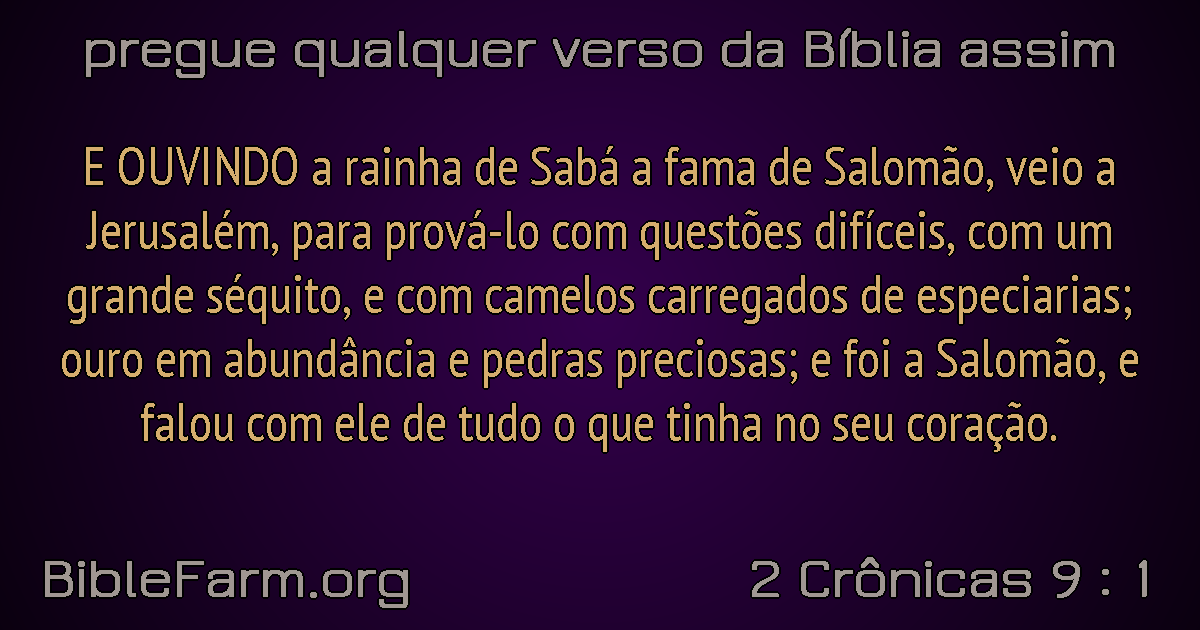 pregue qualquer verso da Bíblia assim
E OUVINDO a rainha de Sabá a fama de Salomão, veio a
Jerusalém, para prová-lo com questões difíceis, com um
grande séquito, e com camelos carregados de especiarias;
ouro em abundância e pedras preciosas; e foi a Salomão, e
falou com ele de tudo o que tinha no seu coração.
BibleFarm.org
2 Crônicas 9 : 1